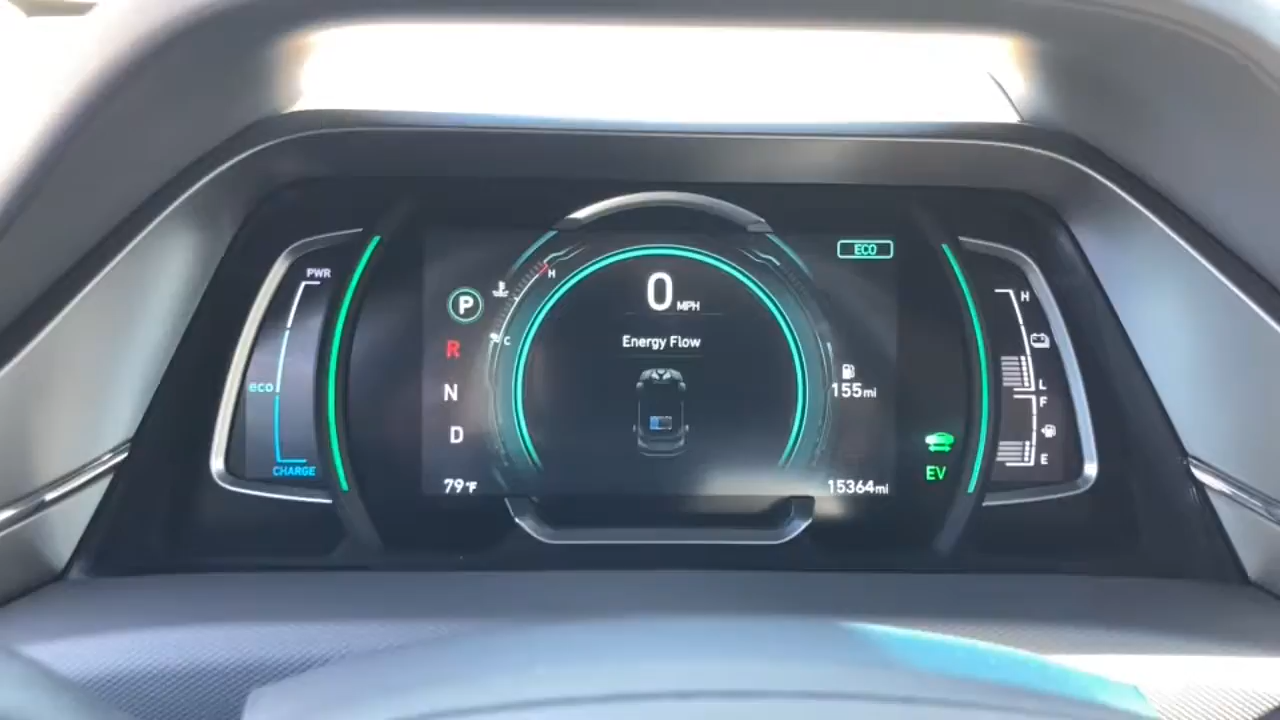 PWR
eco
CHARGE
P
R
N
D
79°F
H
C
0 MPH
Energy Flow
ECO
155mi
15364mi
EV
H
L
F
E